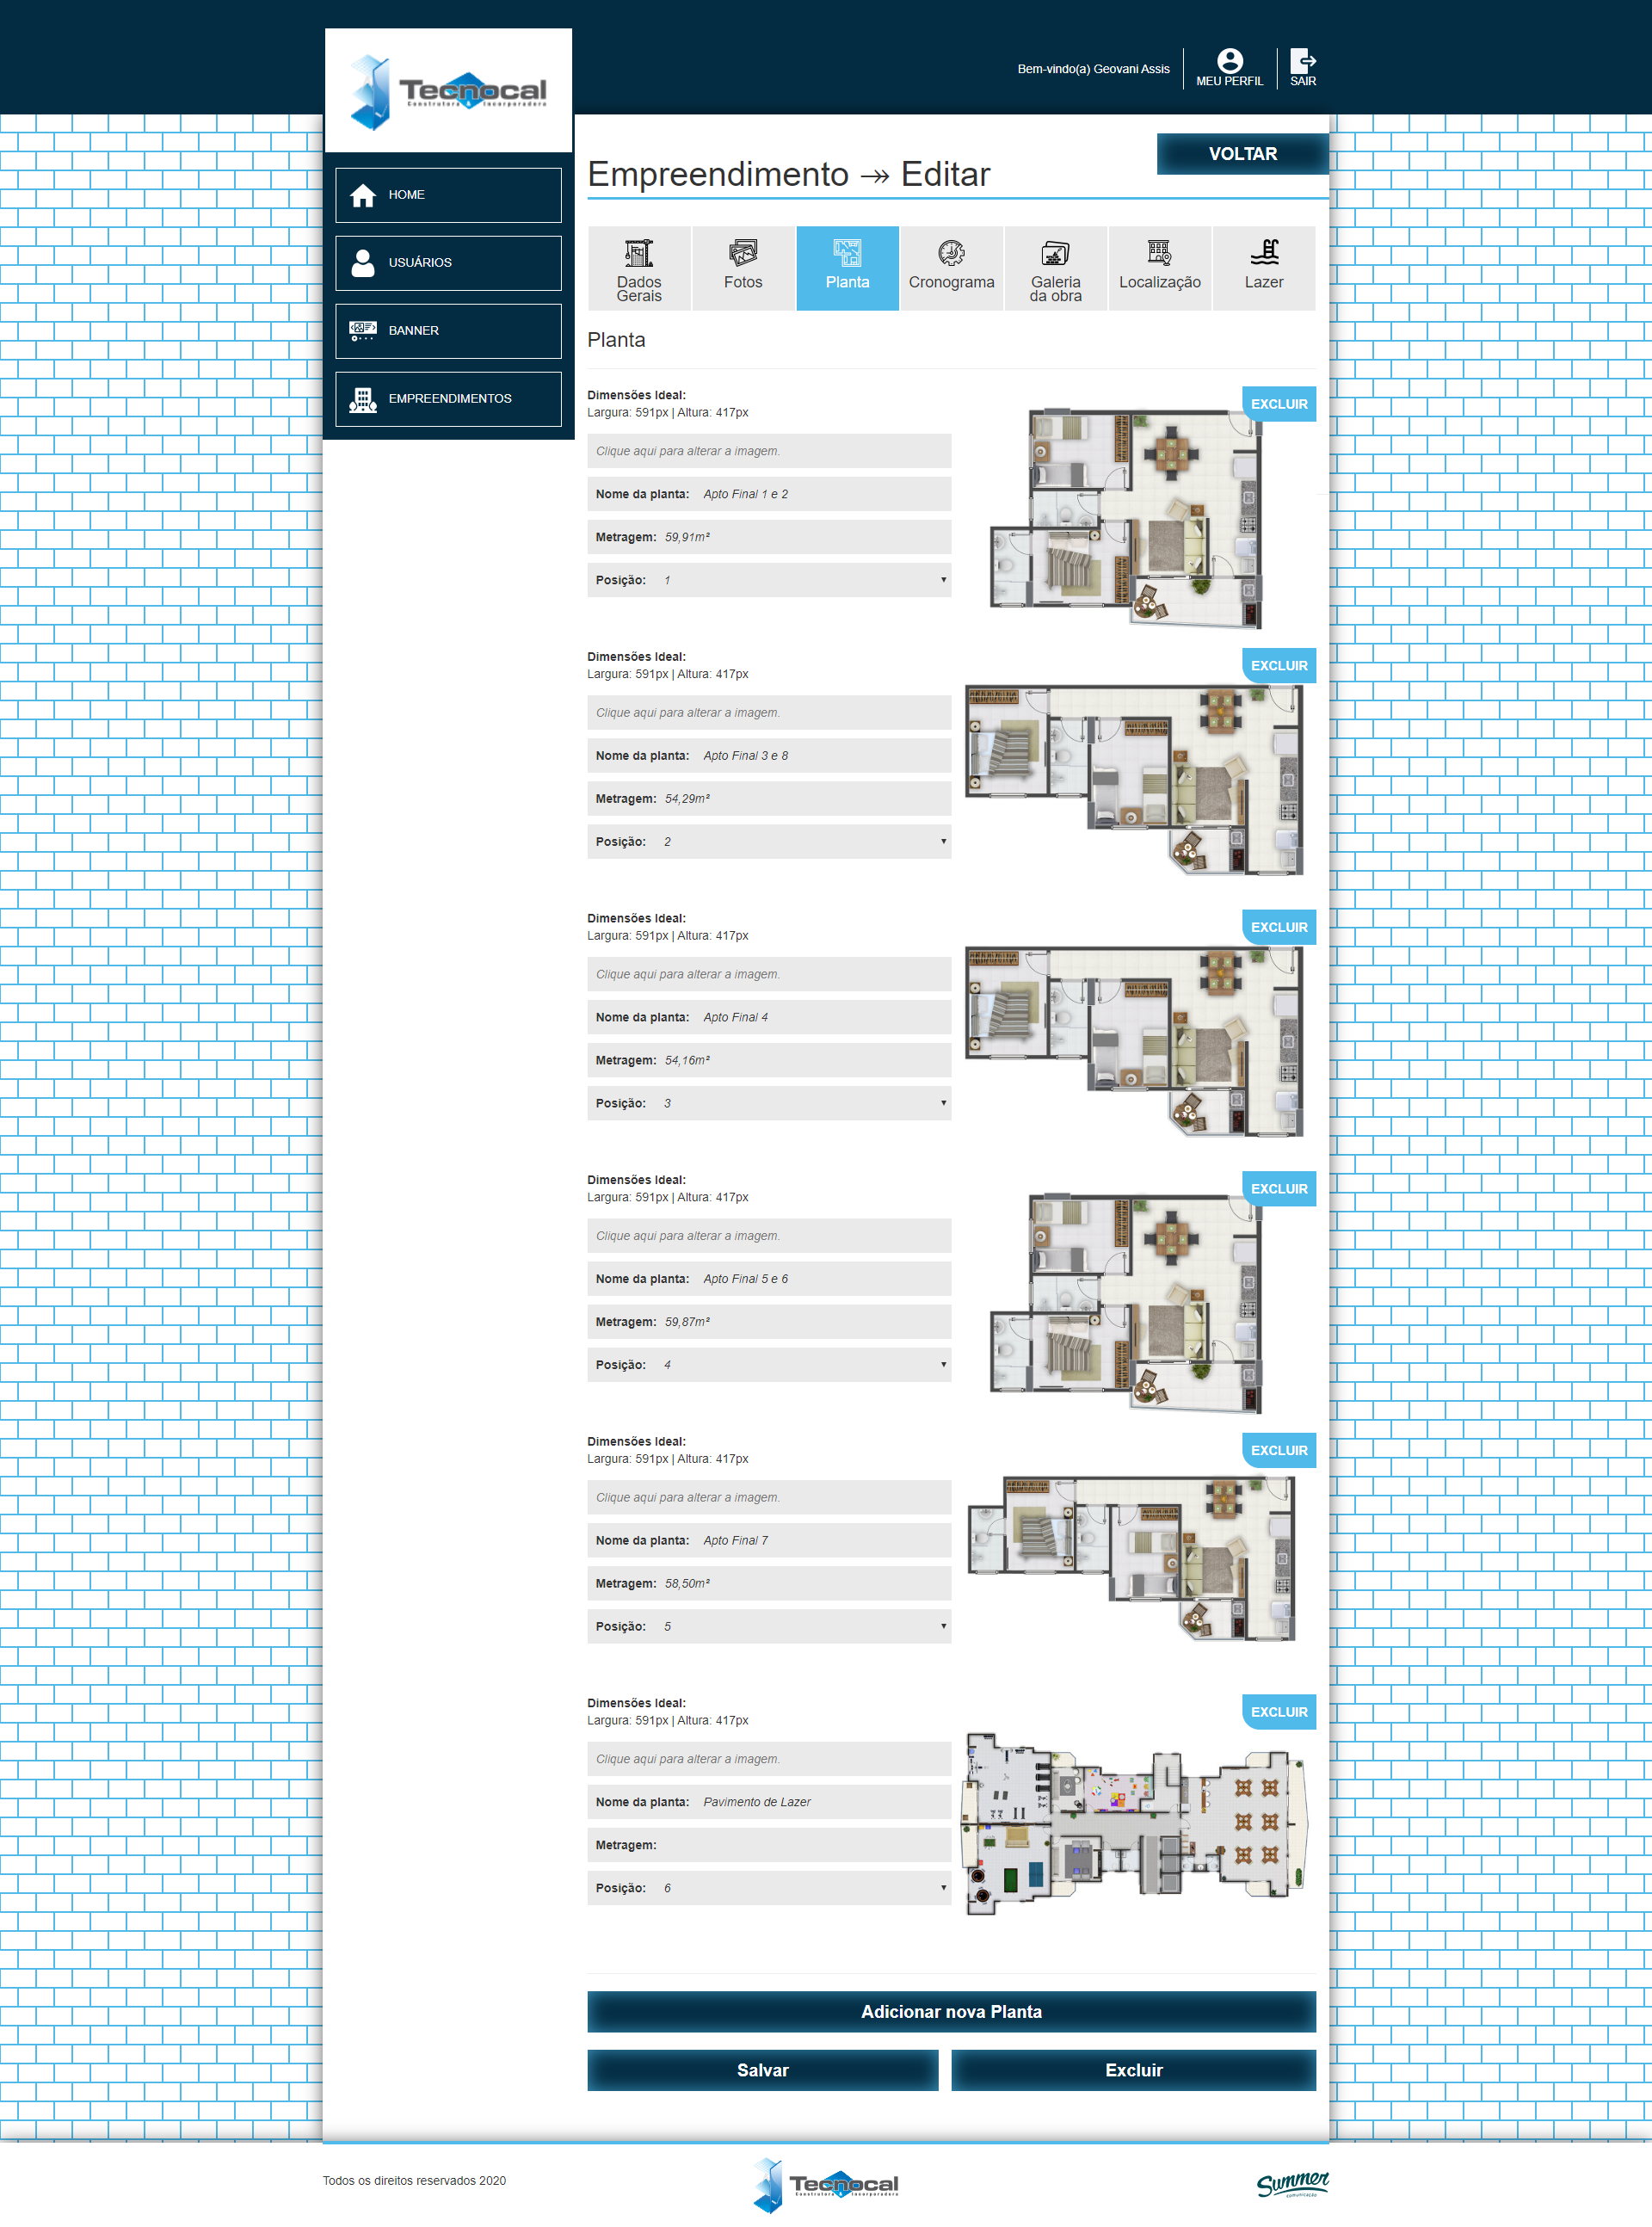 Tecnocal
Construtora & Incorporadora
Bem-vindo(a) Geovani Assis
MEU PERFIL
SAIR
HOME
USUÁRIOS
BANNER
EMPREENDIMENTOS
VOLTAR
Empreendimento ↠ Editar
Dados
Gerais
Fotos
Planta
Cronograma
Galeria
da obra
Localização
Lazer
Planta
Dimensões Ideal:
Largura: 591px | Altura: 417px
Clique aqui para alterar a imagem.
Nome da planta: Apto Final 1 e 2
Metragem: 59,91m²
Posição: 1
EXCLUIR
Dimensões Ideal:
Largura: 591px | Altura: 417px
Clique aqui para alterar a imagem.
Nome da planta: Apto Final 3 e 8
Metragem: 54,29m²
Posição: 2
EXCLUIR
Dimensões Ideal:
Largura: 591px | Altura: 417px
Clique aqui para alterar a imagem.
Nome da planta: Apto Final 4
Metragem: 54,16m²
Posição: 3
EXCLUIR
Dimensões Ideal:
Largura: 591px | Altura: 417px
Clique aqui para alterar a imagem.
Nome da planta: Apto Final 5 e 6
Metragem: 59,87m²
Posição: 4
EXCLUIR
Dimensões Ideal:
Largura: 591px | Altura: 417px
Clique aqui para alterar a imagem.
Nome da planta: Apto Final 7
Metragem: 58,50m²
Posição: 5
EXCLUIR
Dimensões Ideal:
Largura: 591px | Altura: 417px
Clique aqui para alterar a imagem.
Nome da planta: Pavimento de Lazer
Metragem:
Posição: 6
EXCLUIR
Adicionar nova Planta
Salvar
Excluir
Todos os direitos reservados 2020
Tecnocal
Construtora & Incorporadora
Summer
comunicação